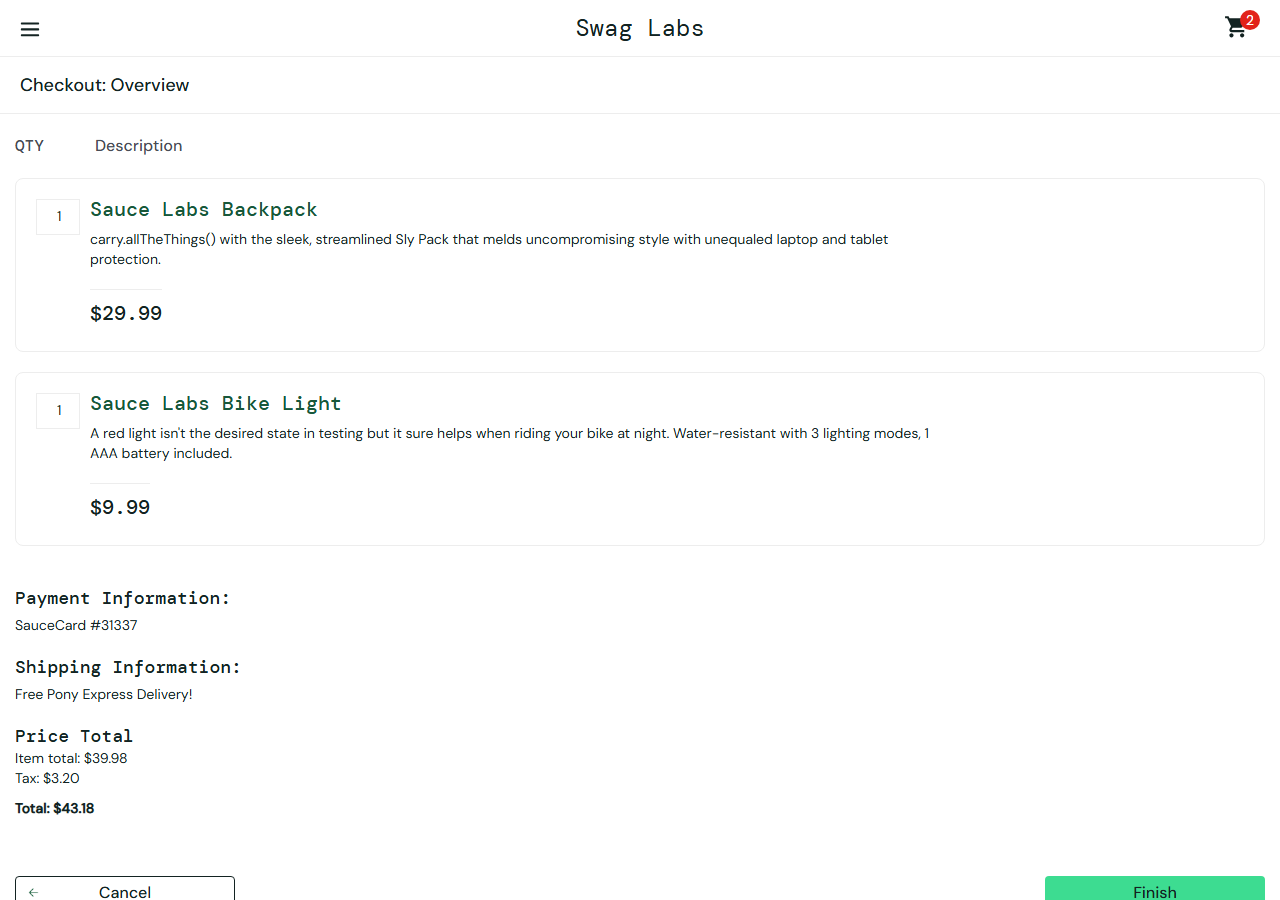 Swag Labs
2
Checkout: Overview
QTY Description
1
Sauce Labs Backpack
carry.allTheThings() with the sleek, streamlined Sly Pack that melds uncompromising style with unequaled laptop and tablet
protection.
$29.99
1
Sauce Labs Bike Light
A red light isn't the desired state in testing but it sure helps when riding your bike at night. Water-resistant with 3 lighting modes, 1
AAA battery included.
$9.99
Payment Information:
SauceCard #31337
Shipping Information:
Free Pony Express Delivery!
Price Total
Item total: $39.98
Tax: $3.20
Total: $43.18
Cancel
Finish